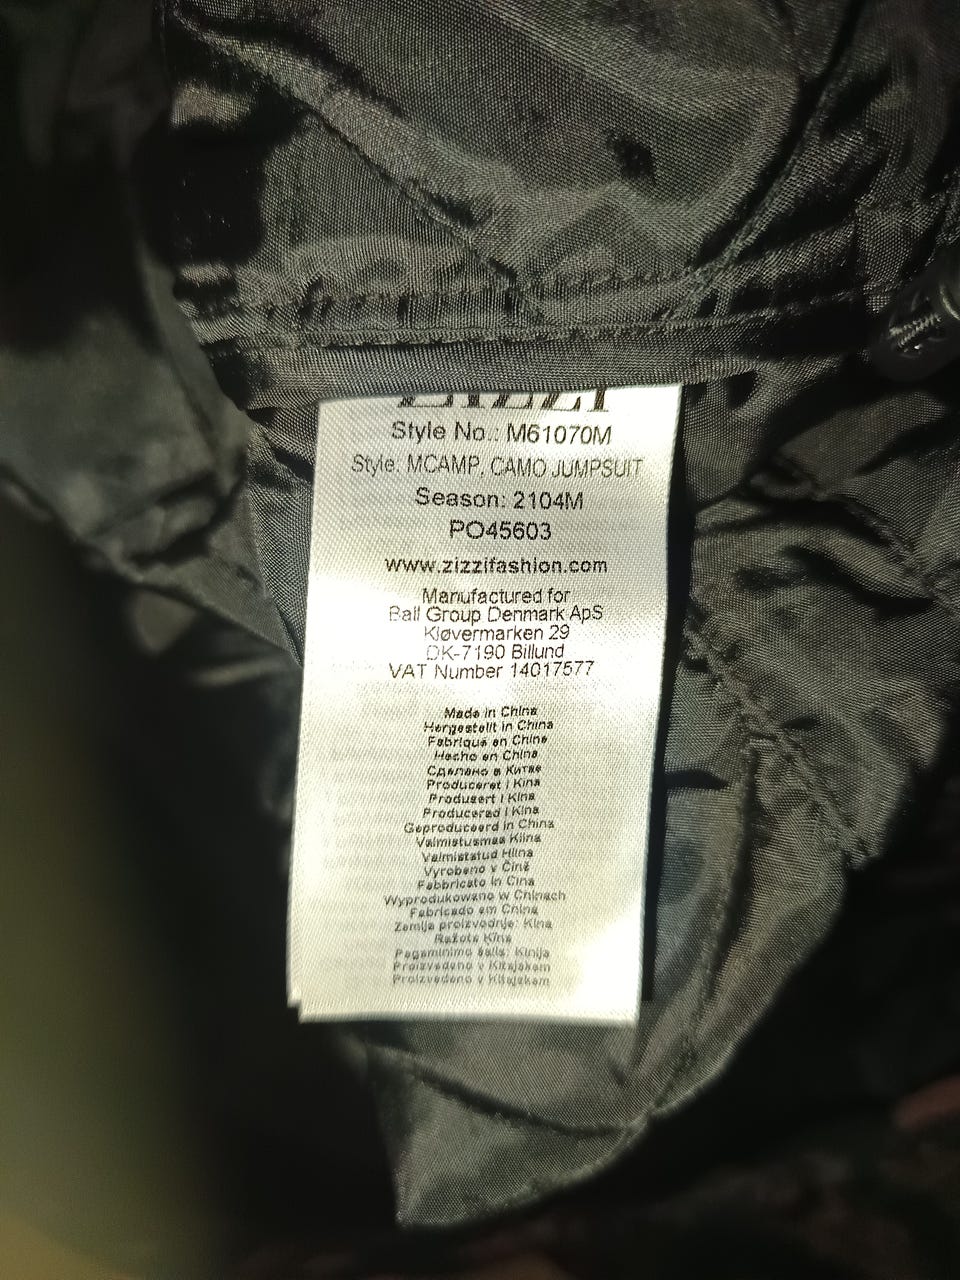 ZIZZI
Style No.: M61070M
Style: MCAMP, CAMO JUMPSUIT
Season: 2104M
PO45603
www.zizzifashion.com
Manufactured for
Ball Group Denmark ApS
Kløvermarken 29
DK-7190 Billund
VAT Number 14017577
Made in China
Hergestellt in China
Fabriqué en Chine
Hecho en China
Сделано в Китае
Produceret i Kina
Produsert i Kina
Producerad i Kina
Geproduceerd in China
Valmistusmaa Kiina
Valmistatud Hiina
Vyrobeno v Číně
Fabbricato in Cina
Wyprodukowano w Chinach
Fabricado em China
Zemlja proizvodnje: Kina
Ražots Ķīna
Pagaminimo šalis: Kinija
Proizvedeno v Kitajskem
Proizvedeno v Kitajskem